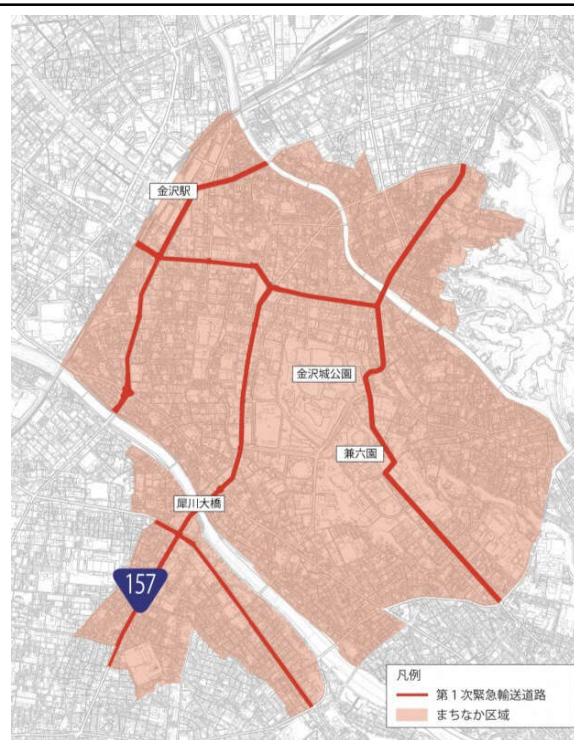 金沢駅
金沢城公園
兼六園
犀川大橋
157
凡例
第1次緊急輸送道路
まちなか区域